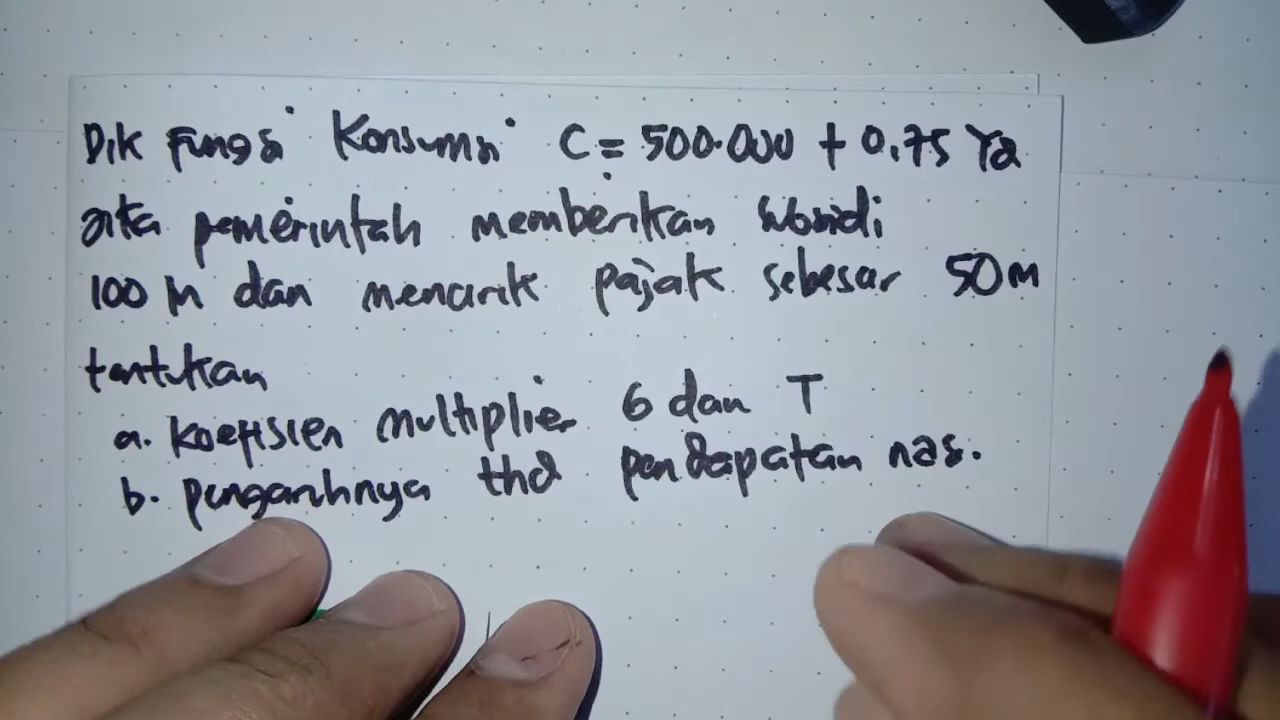 Dik Fungsi Konsumsi C = 500.000 + 0,75 Yd
Jika pemerintah memberikan subsidi
100 M dan menarik pajak sebesar 50M
tentukan
a. koefisien multiplier G dan T
b. pengaruhnya thd pendapatan nas.